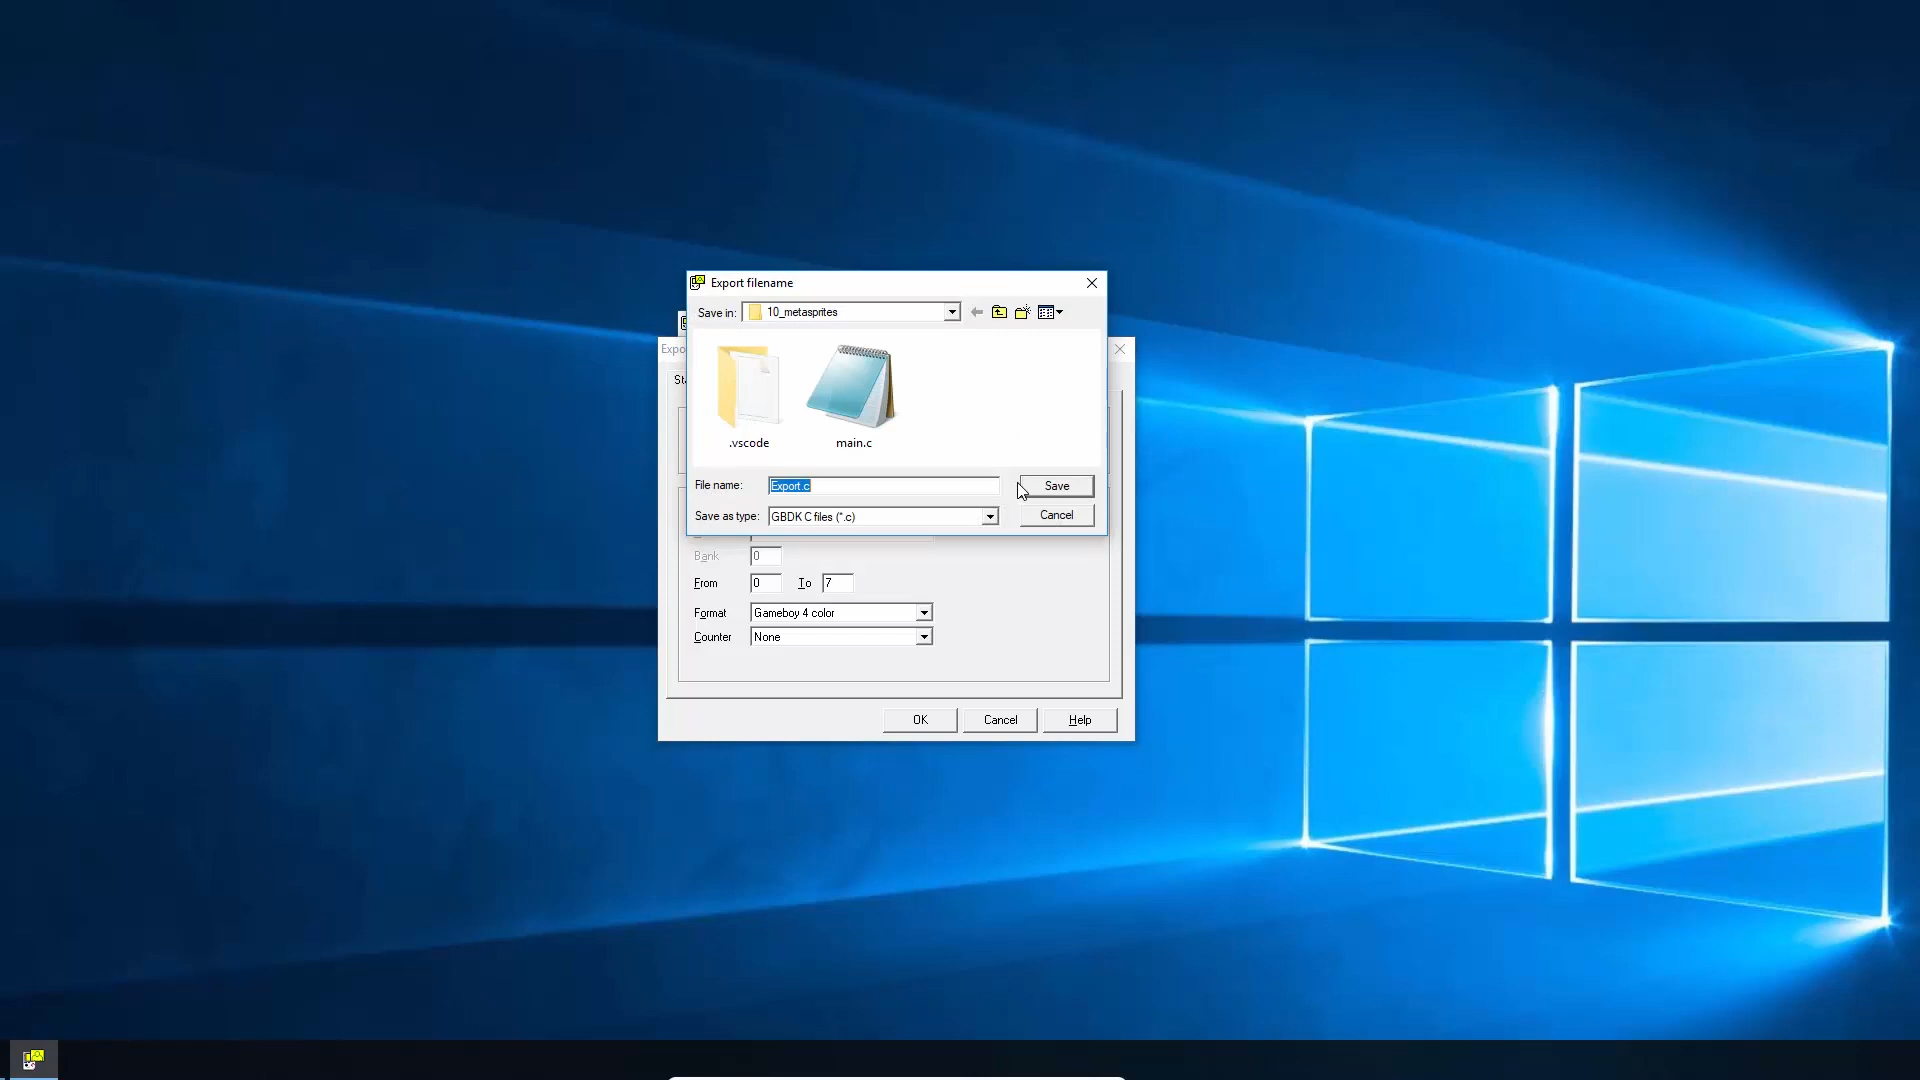 Export filename
Save in: 10_metasprites
.vscode
main.c
File name: Export.c Save
Save as type: GBDK C files (*.c) Cancel
Bank 0
From 0 To 7
Format Gameboy 4 color
Counter None
OK Cancel Help